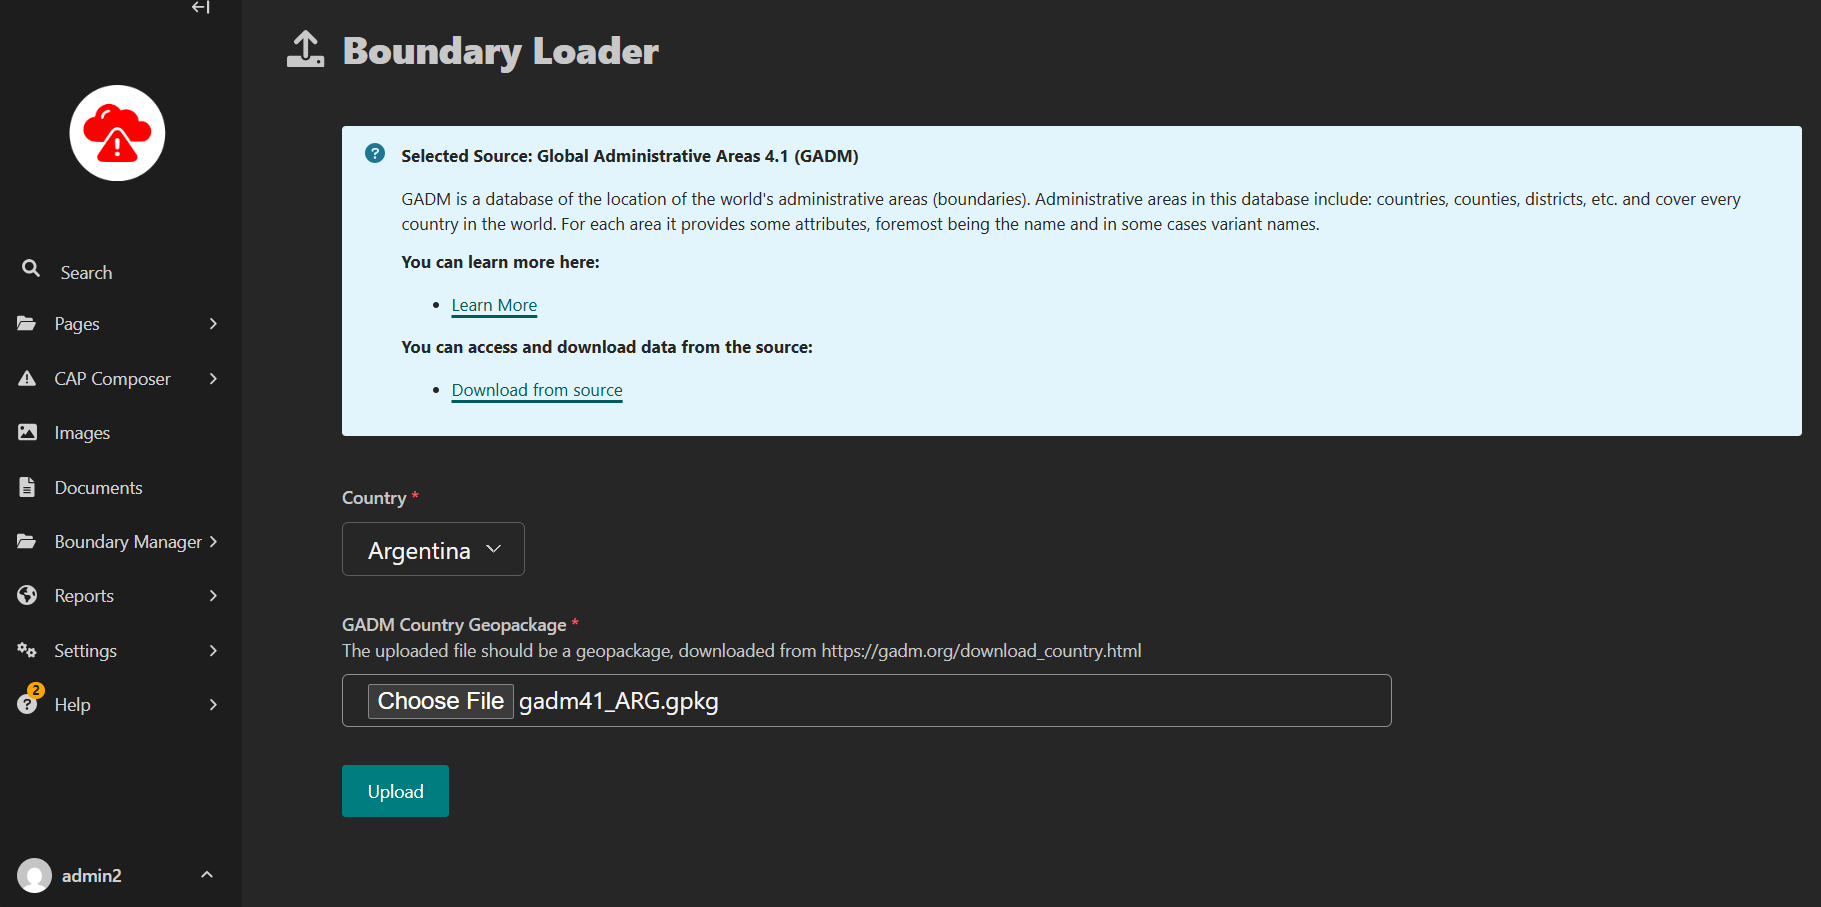 Boundary Loader
Selected Source: Global Administrative Areas 4.1 (GADM)
GADM is a database of the location of the world's administrative areas (boundaries). Administrative areas in this database include: countries, counties, districts, etc. and cover every
country in the world. For each area it provides some attributes, foremost being the name and in some cases variant names.
You can learn more here:
Learn More
You can access and download data from the source:
Download from source
Search
Pages
CAP Composer
Images
Documents
Boundary Manager
Reports
Settings
2
Help
admin2
Country *
Argentina
GADM Country Geopackage *
The uploaded file should be a geopackage, downloaded from https://gadm.org/download_country.html
Choose File gadm41_ARG.gpkg
Upload